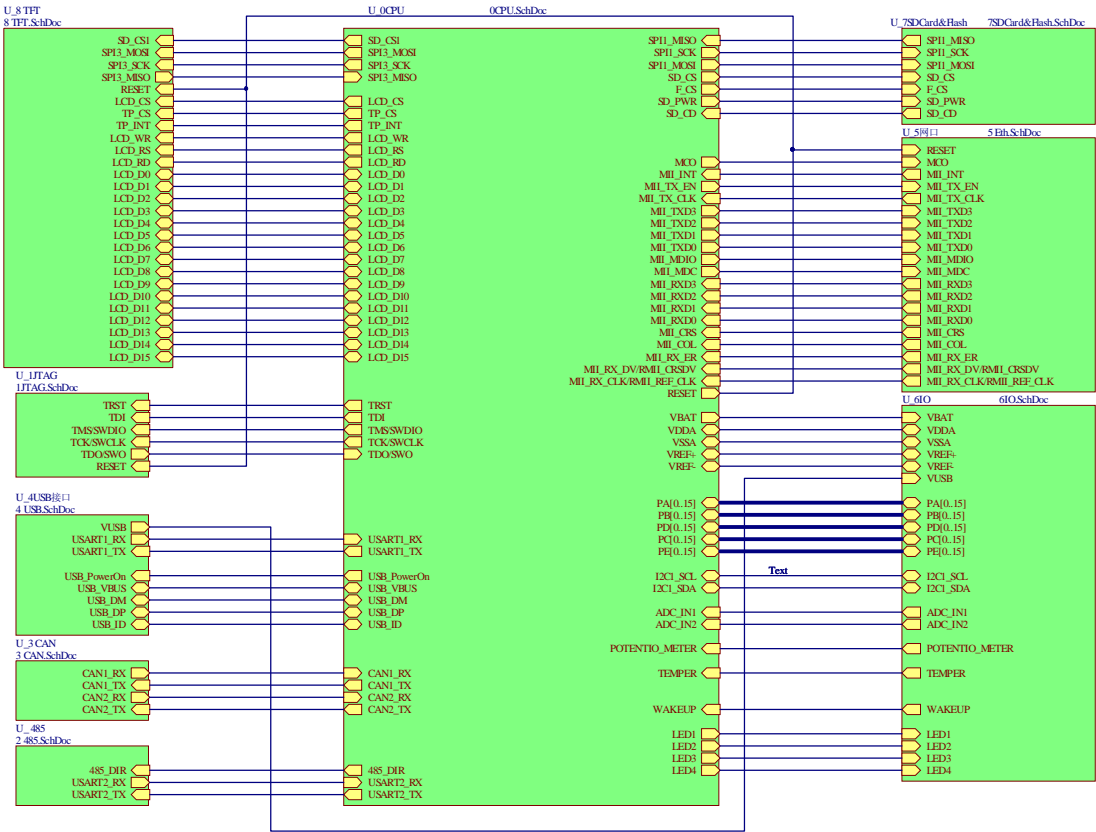 U_8 TFT
8 TFT.SchDoc
SD_CS1
SPI3_MOSI
SPI3_SCK
SPI3_MISO
RESET
LCD_CS
TP_CS
TP_INT
LCD_WR
LCD_RS
LCD_RD
LCD_D0
LCD_D1
LCD_D2
LCD_D3
LCD_D4
LCD_D5
LCD_D6
LCD_D7
LCD_D8
LCD_D9
LCD_D10
LCD_D11
LCD_D12
LCD_D13
LCD_D14
LCD_D15
U_1JTAG
1JTAG.SchDoc
TRST
TDI
TMS/SWDIO
TCK/SWCLK
TDO/SWO
RESET
U_4USB接口
4 USB.SchDoc
VUSB
USART1_RX
USART1_TX
USB_PowerOn
USB_VBUS
USB_DM
USB_DP
USB_ID
U_3 CAN
3 CAN.SchDoc
CAN1_RX
CAN1_TX
CAN2_RX
CAN2_TX
U_ 485
2 485.SchDoc
485_DIR
USART2_RX
USART2_TX
U_0CPU 0CPU.SchDoc
SD_CS1
SPI3_MOSI
SPI3_SCK
SPI3_MISO
LCD_CS
TP_CS
TP_INT
LCD_WR
LCD_RS
LCD_RD
LCD_D0
LCD_D1
LCD_D2
LCD_D3
LCD_D4
LCD_D5
LCD_D6
LCD_D7
LCD_D8
LCD_D9
LCD_D10
LCD_D11
LCD_D12
LCD_D13
LCD_D14
LCD_D15
TRST
TDI
TMS/SWDIO
TCK/SWCLK
TDO/SWO
USART1_RX
USART1_TX
USB_PowerOn
USB_VBUS
USB_DM
USB_DP
USB_ID
CAN1_RX
CAN1_TX
CAN2_RX
CAN2_TX
485_DIR
USART2_RX
USART2_TX
SPI1_MISO
SPI1_SCK
SPI1_MOSI
SD_CS
F_CS
SD_PWR
SD_CD
MCO
MII_INT
MII_TX_EN
MII_TX_CLK
MII_TXD3
MII_TXD2
MII_TXD1
MII_TXD0
MII_MDIO
MII_MDC
MII_RXD3
MII_RXD2
MII_RXD1
MII_RXD0
MII_CRS
MII_COL
MII_RX_ER
MII_RX_DV/RMII_CRSDV
MII_RX_CLK/RMII_REF_CLK
RESET
VBAT
VDDA
VSSA
VREF+
VREF-
PA[0..15]
PB[0..15]
PD[0..15]
PC[0..15]
PE[0..15]
I2C1_SCL
I2C1_SDA
ADC_IN1
ADC_IN2
POTENTIO_METER
TEMPER
WAKEUP
LED1
LED2
LED3
LED4
Text
U_7SDCard&Flash 7SDCard&Flash.SchDoc
SPI1_MISO
SPI1_SCK
SPI1_MOSI
SD_CS
F_CS
SD_PWR
SD_CD
U_5网口 5 Eth.SchDoc
RESET
MCO
MII_INT
MII_TX_EN
MII_TX_CLK
MII_TXD3
MII_TXD2
MII_TXD1
MII_TXD0
MII_MDIO
MII_MDC
MII_RXD3
MII_RXD2
MII_RXD1
MII_RXD0
MII_CRS
MII_COL
MII_RX_ER
MII_RX_DV/RMII_CRSDV
MII_RX_CLK/RMII_REF_CLK
U_6IO 6IO.SchDoc
VBAT
VDDA
VSSA
VREF+
VREF-
VUSB
PA[0..15]
PB[0..15]
PD[0..15]
PC[0..15]
PE[0..15]
I2C1_SCL
I2C1_SDA
ADC_IN1
ADC_IN2
POTENTIO_METER
TEMPER
WAKEUP
LED1
LED2
LED3
LED4